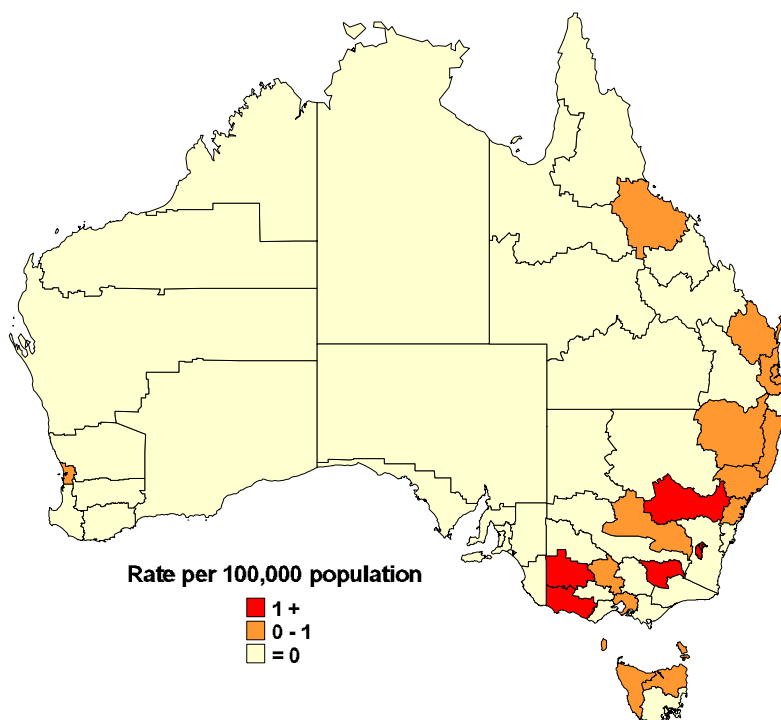 Rate per 100,000 population
1 +
0 - 1
= 0